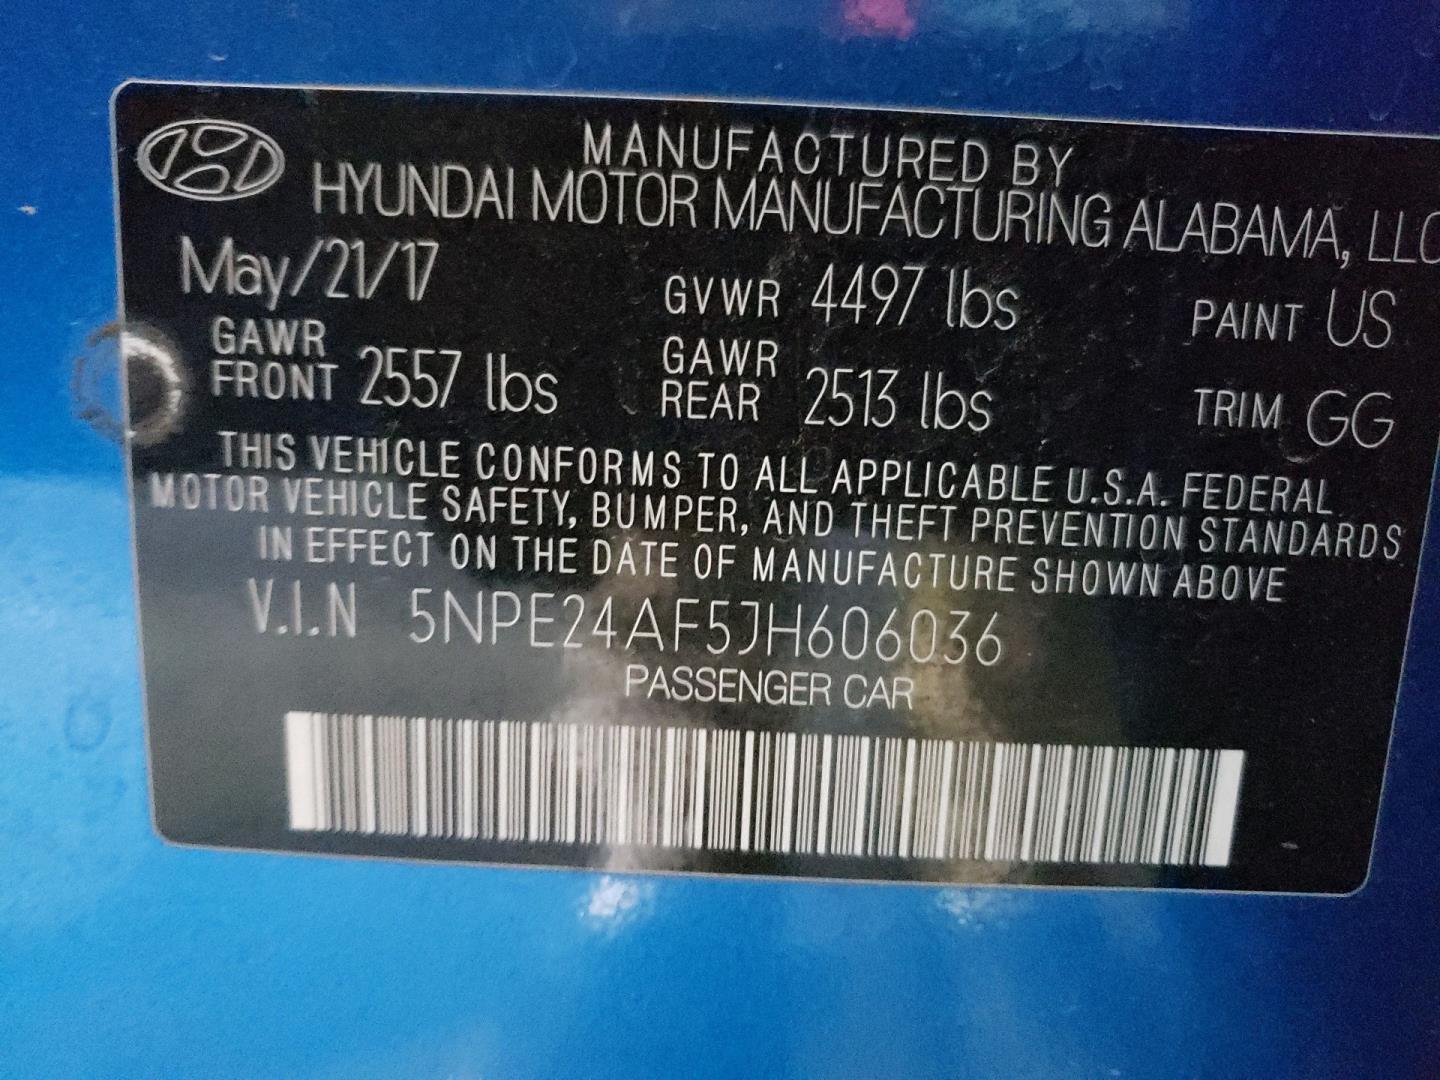 MANUFACTURED BY
HYUNDAI MOTOR MANUFACTURING ALABAMA, LLC
May/21/17 GVWR 4497 lbs PAINT US
GAWR FRONT 2557 lbs GAWR REAR 2513 lbs TRIM GG
THIS VEHICLE CONFORMS TO ALL APPLICABLE U.S.A. FEDERAL
MOTOR VEHICLE SAFETY, BUMPER, AND THEFT PREVENTION STANDARDS
IN EFFECT ON THE DATE OF MANUFACTURE SHOWN ABOVE
V.I.N 5NPE24AF5JH606036
PASSENGER CAR